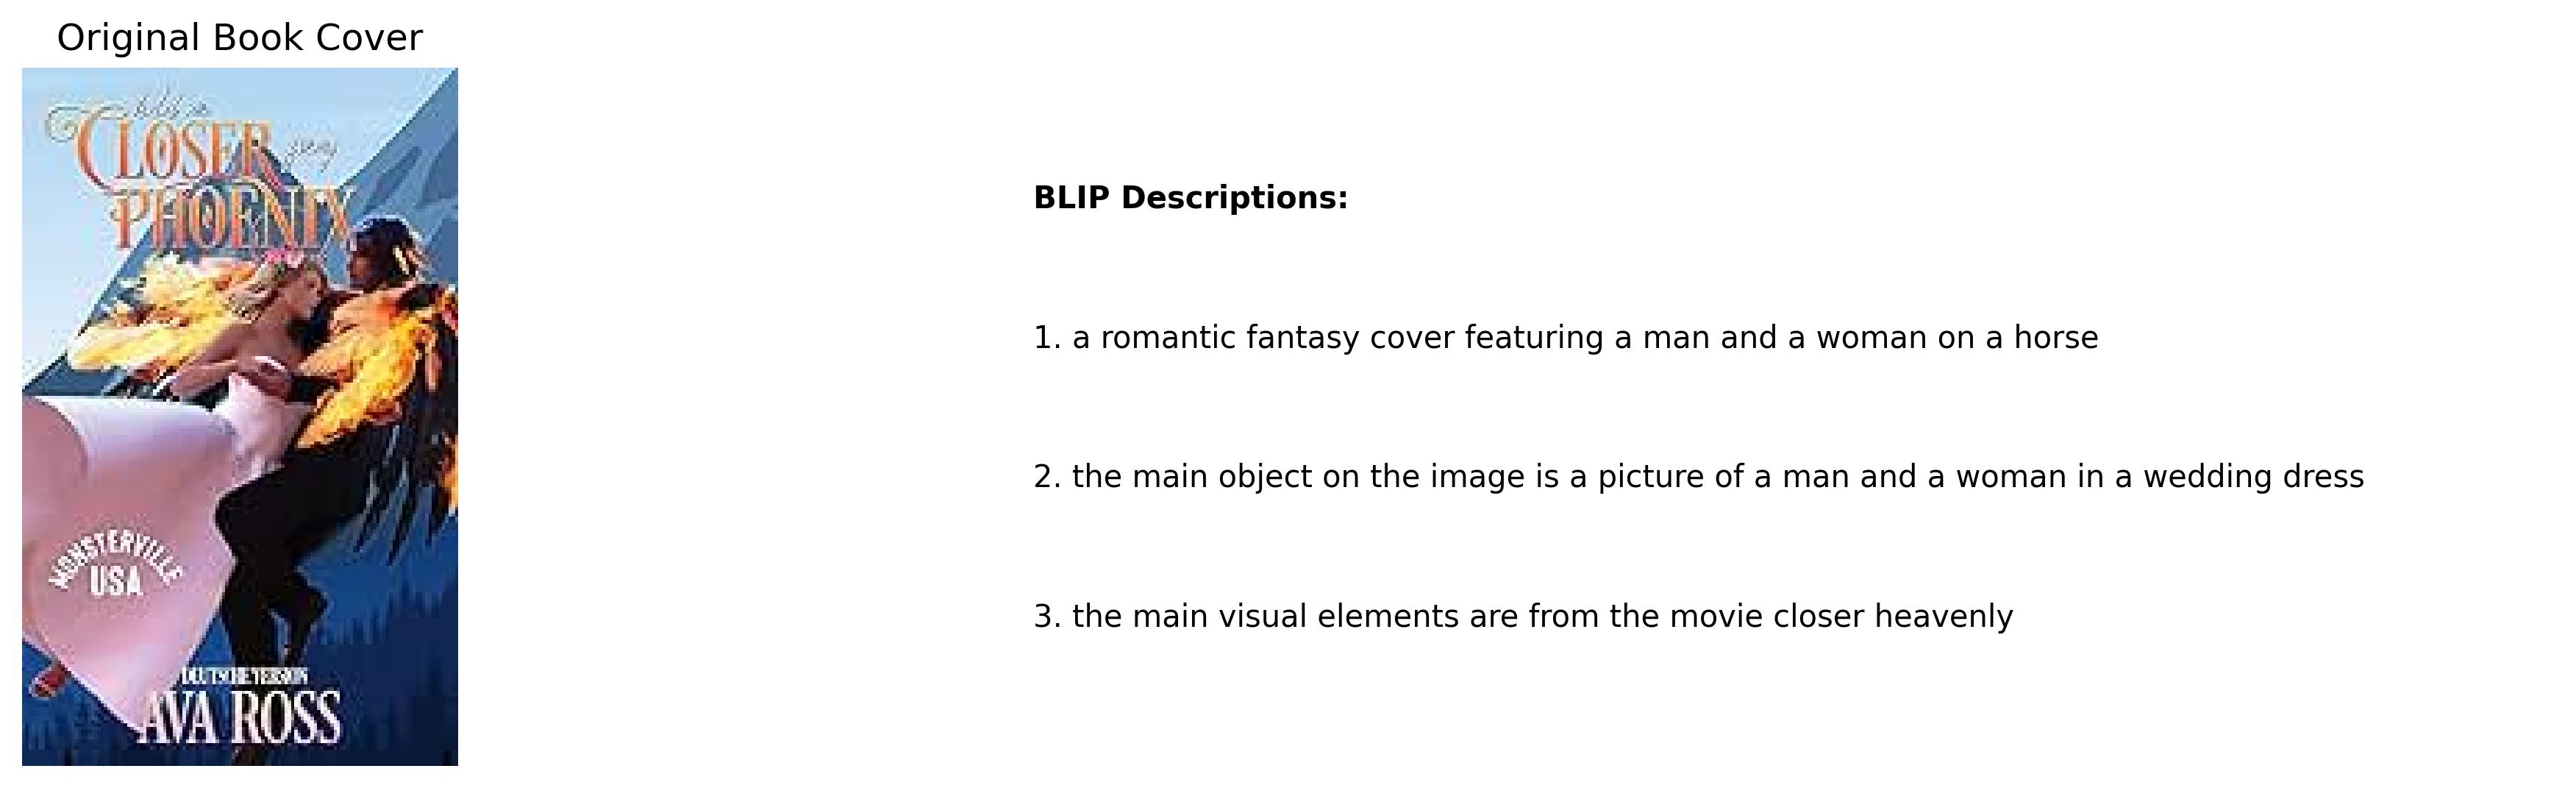 Original Book Cover
CLOSER
PHOENIX
MONSTERVILLE
USA
DEUTSCHE VERSION
AVA ROSS
BLIP Descriptions:
1. a romantic fantasy cover featuring a man and a woman on a horse
2. the main object on the image is a picture of a man and a woman in a wedding dress
3. the main visual elements are from the movie closer heavenly